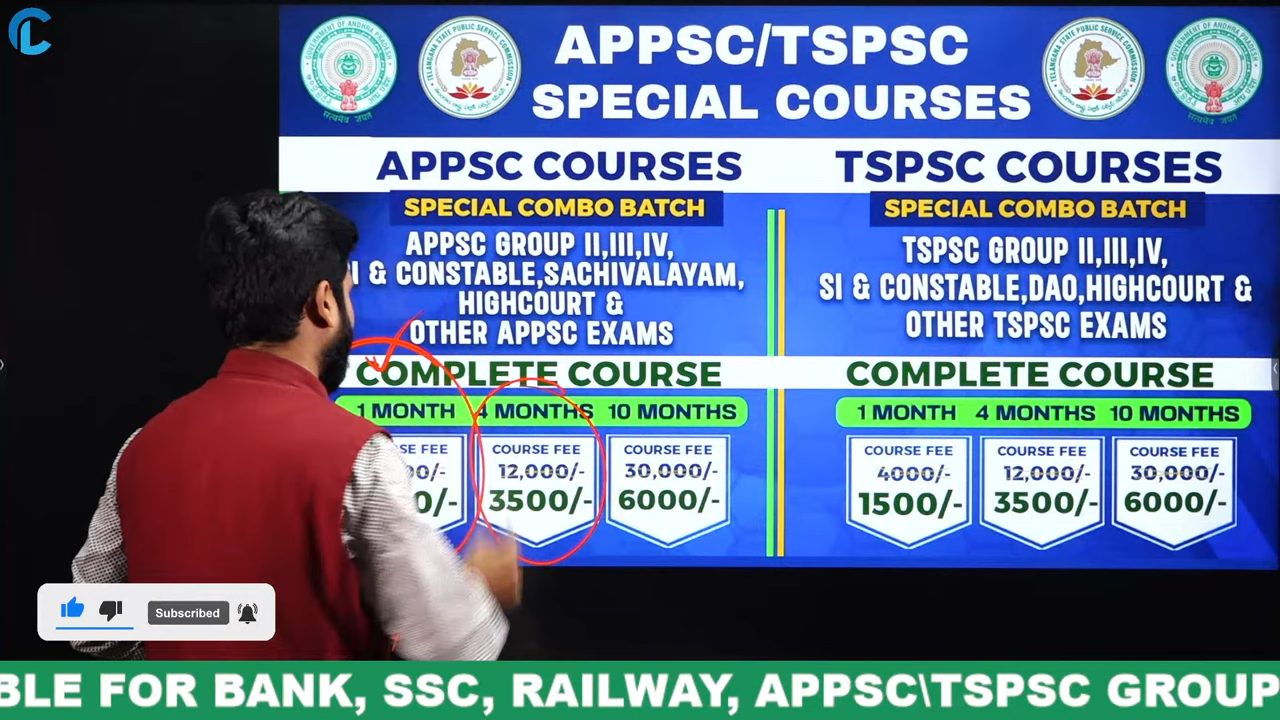 APPSC/TSPSC
SPECIAL COURSES
APPSC COURSES
SPECIAL COMBO BATCH
APPSC GROUP II,III,IV,
& CONSTABLE,SACHIVALAYAM,
HIGHCOURT &
OTHER APPSC EXAMS
COMPLETE COURSE
1 MONTH 4 MONTHS 10 MONTHS
COURSE FEE
12,000/-
3500/-
COURSE FEE
30,000/-
6000/-
TSPSC COURSES
SPECIAL COMBO BATCH
TSPSC GROUP II,III,IV,
SI & CONSTABLE,DAO,HIGHCOURT &
OTHER TSPSC EXAMS
COMPLETE COURSE
1 MONTH 4 MONTHS 10 MONTHS
COURSE FEE
4000/-
1500/-
COURSE FEE
12,000/-
3500/-
COURSE FEE
30,000/-
6000/-
Subscribed
FOR BANK, SSC, RAILWAY, APPSC\TSPSC GROUP